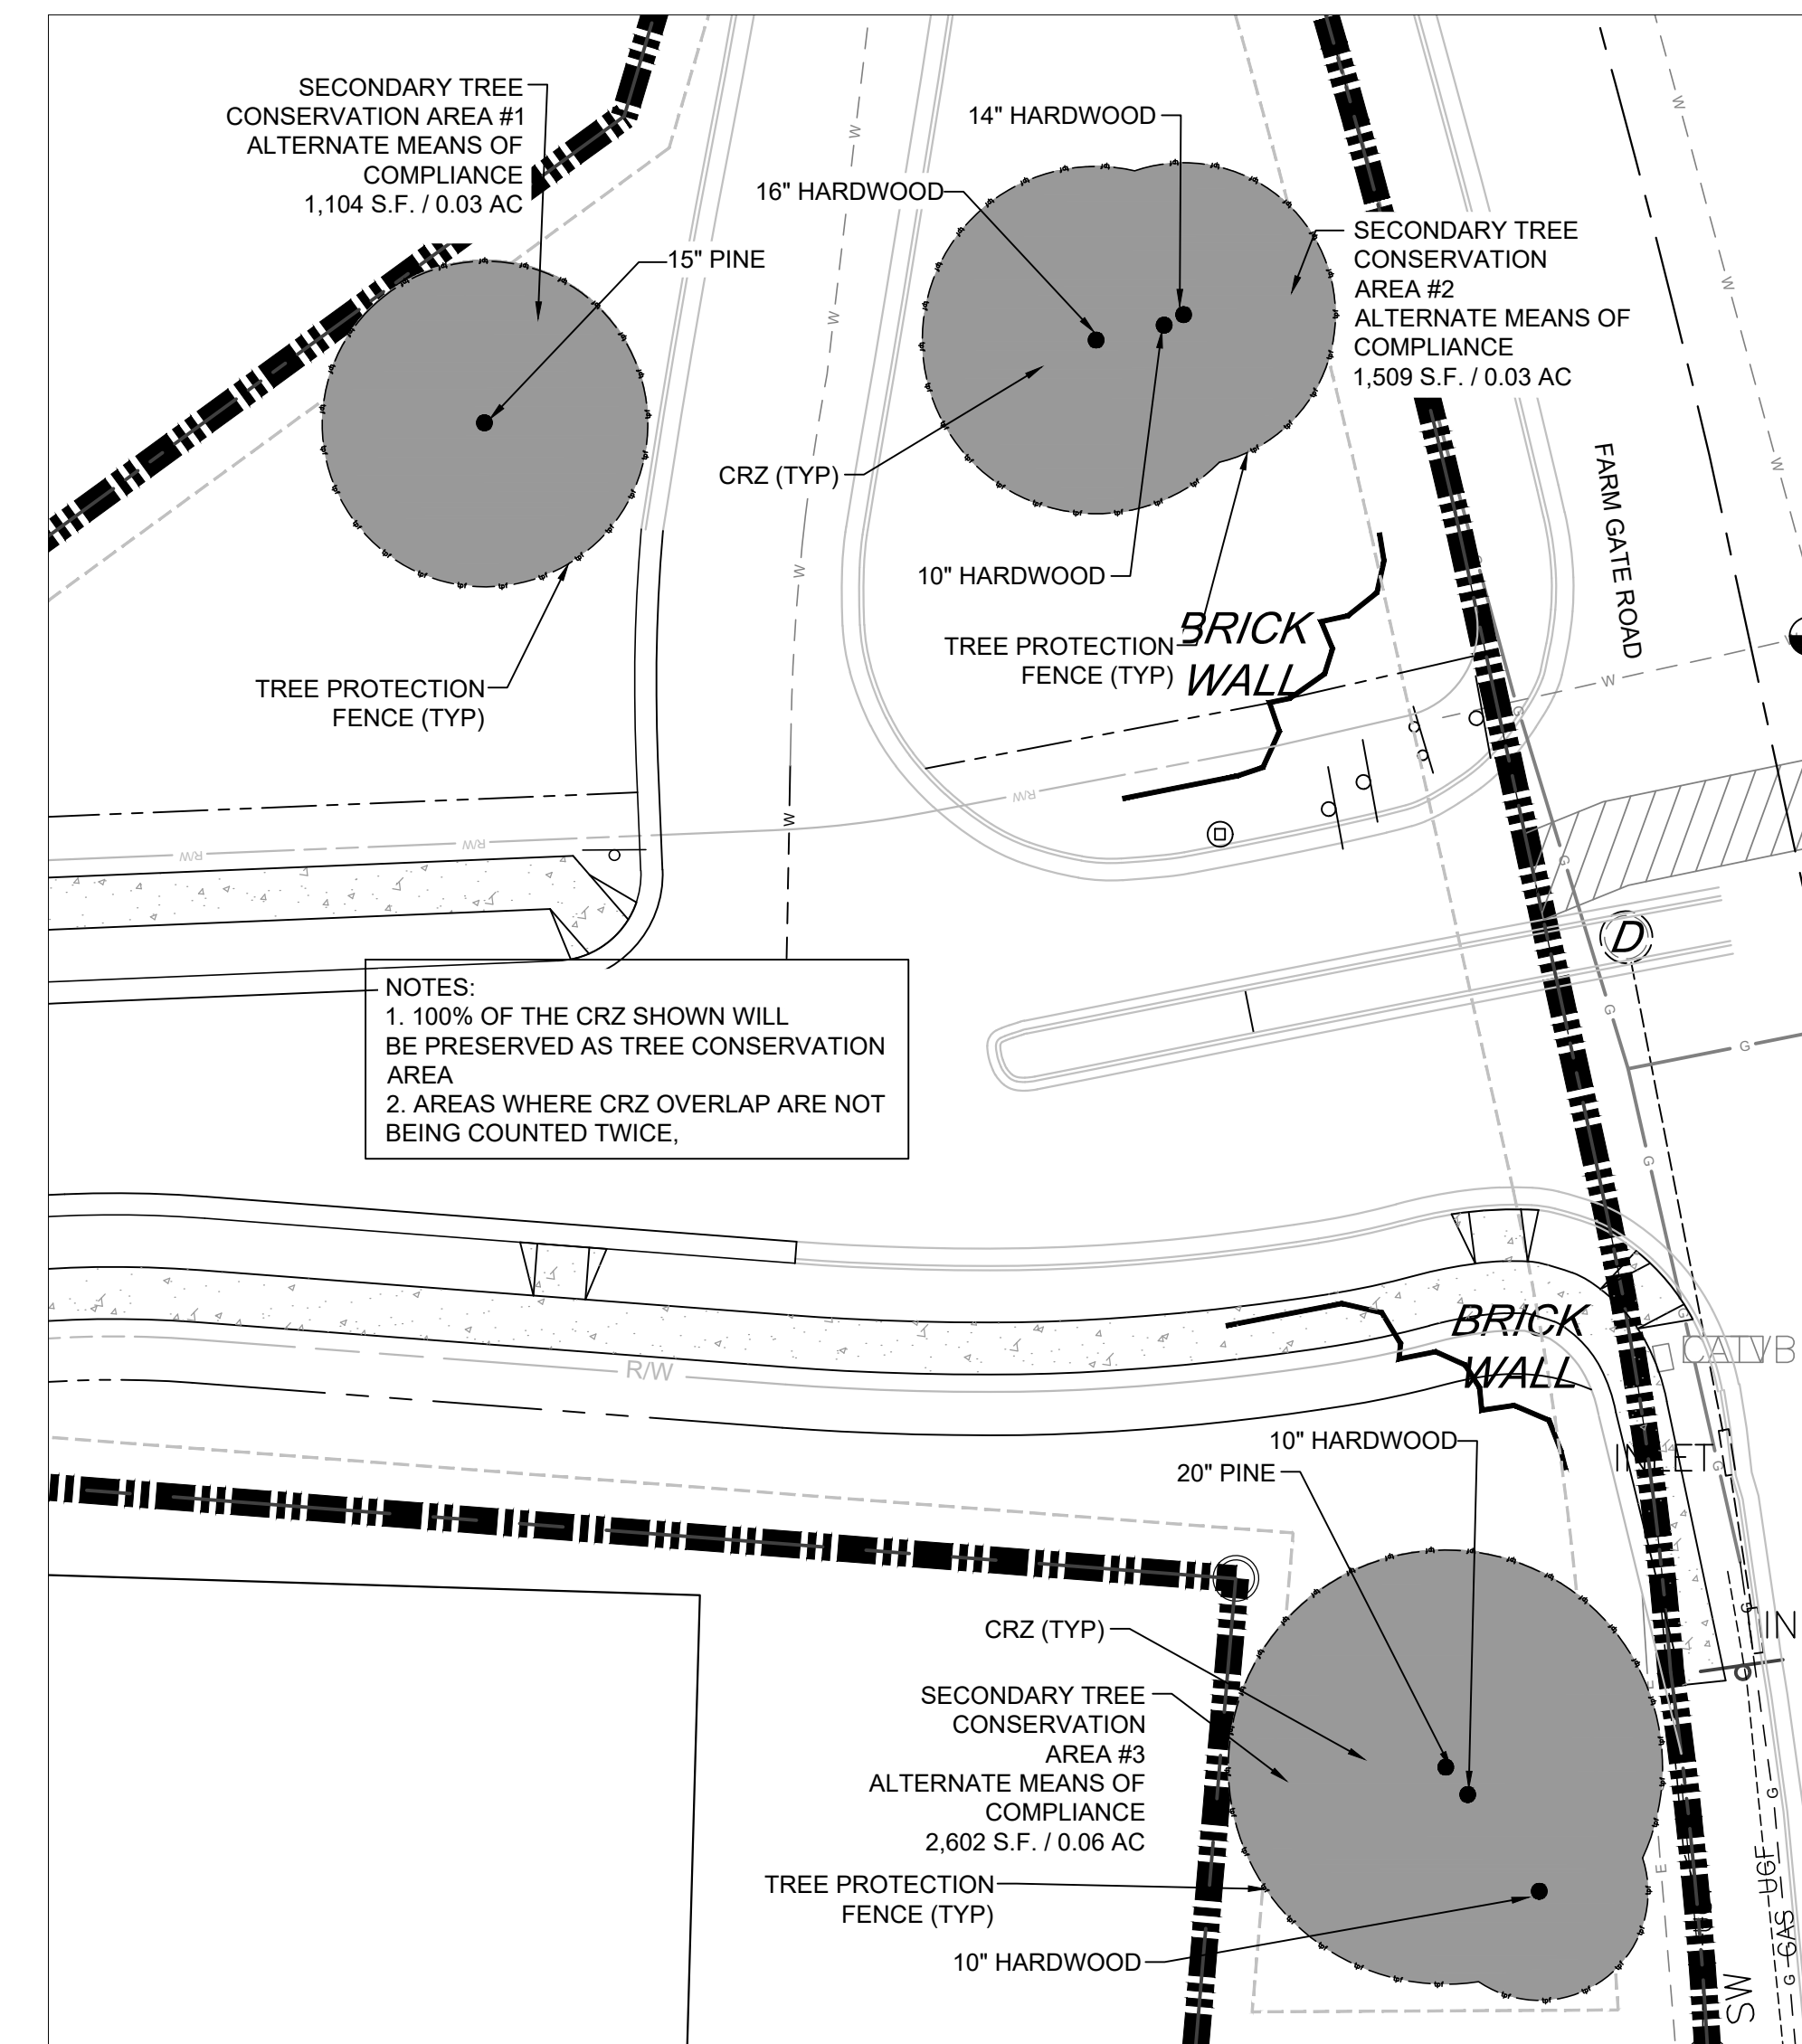 SECONDARY TREE
CONSERVATION AREA #1
ALTERNATE MEANS OF
COMPLIANCE
1,104 S.F. / 0.03 AC
15" PINE
TREE PROTECTION
FENCE (TYP)
14" HARDWOOD
16" HARDWOOD
SECONDARY TREE
CONSERVATION
AREA #2
ALTERNATE MEANS OF
COMPLIANCE
1,509 S.F. / 0.03 AC
CRZ (TYP)
10" HARDWOOD
TREE PROTECTION
FENCE (TYP)
BRICK
WALL
FARM GATE ROAD
W
W
W
W
W
W
W
W
R/W
R/W
R/W
D
G
G
G
G
G
NOTES:
1. 100% OF THE CRZ SHOWN WILL
BE PRESERVED AS TREE CONSERVATION
AREA
2. AREAS WHERE CRZ OVERLAP ARE NOT
BEING COUNTED TWICE,
R/W
BRICK
WALL
CATVB
INLET
G
G
G
IN
10" HARDWOOD
20" PINE
CRZ (TYP)
SECONDARY TREE
CONSERVATION
AREA #3
ALTERNATE MEANS OF
COMPLIANCE
2,602 S.F. / 0.06 AC
TREE PROTECTION
FENCE (TYP)
10" HARDWOOD
E
G
UGF
GAS
G
SW